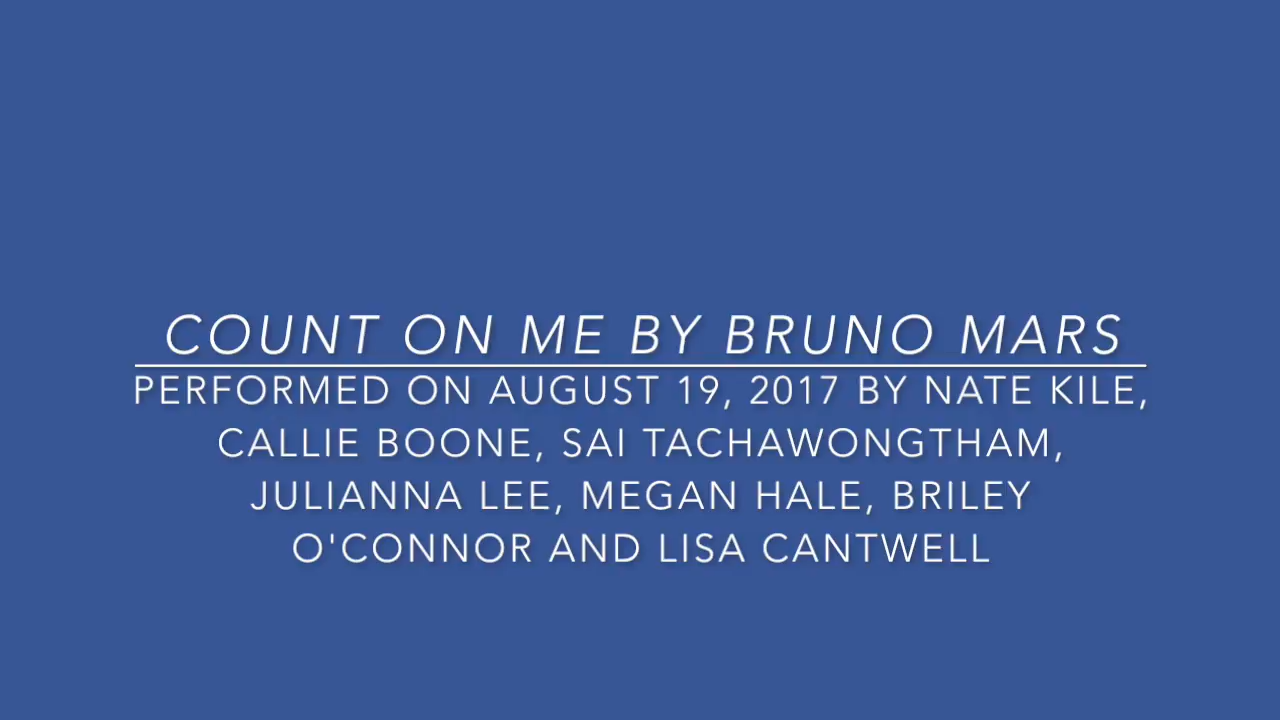 COUNT ON ME BY BRUNO MARS
PERFORMED ON AUGUST 19, 2017 BY NATE KILE,
CALLIE BOONE, SAI TACHAWONGTHAM,
JULIANNA LEE, MEGAN HALE, BRILEY
O'CONNOR AND LISA CANTWELL